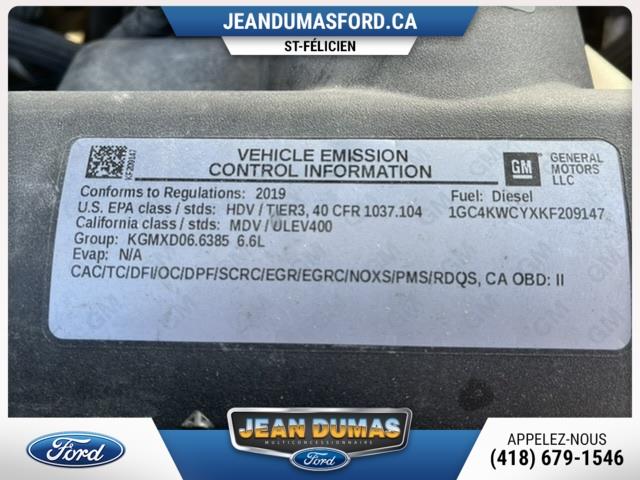 JEANDUMASFORD.CA
ST-FÉLICIEN
KF209147
VEHICLE EMISSION
CONTROL INFORMATION
GM
GENERAL
MOTORS
LLC
Conforms to Regulations: 2019
Fuel: Diesel
U.S. EPA class / stds: HDV / TIER3, 40 CFR 1037.104
1GC4KWCYXKF209147
California class / stds: MDV / ULEV400
Group: KGMXD06.6385 6.6L
Evap: N/A
CAC/TC/DFI/OC/DPF/SCRC/EGR/EGRC/NOXS/PMS/RDQS, CA OBD: II
Ford
JEAN DUMAS
MULTICONCESSIONNAIRE
Ford
APPELEZ-NOUS
(418) 679-1546